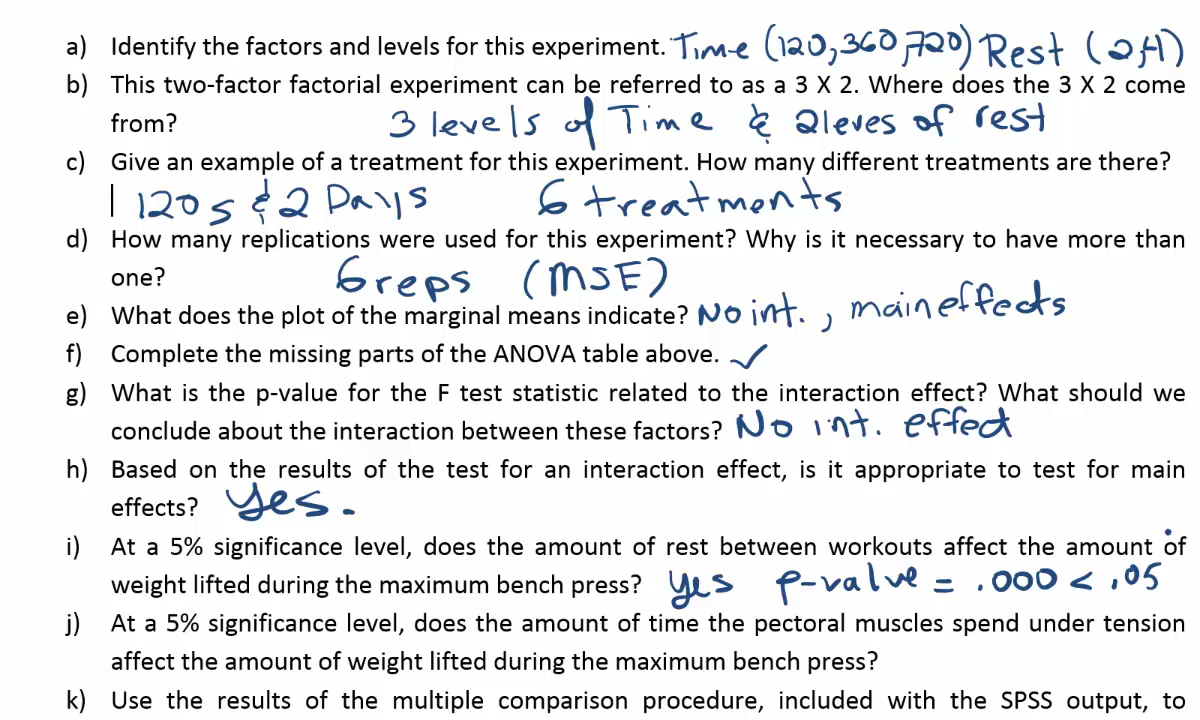 a) Identify the factors and levels for this experiment. Time (120,360,720) Rest (2,4)
b) This two-factor factorial experiment can be referred to as a 3 X 2. Where does the 3 X 2 come
from? 3 levels of Time & 2 leves of rest
c) Give an example of a treatment for this experiment. How many different treatments are there?
120s & 2 Days 6 treatments
d) How many replications were used for this experiment? Why is it necessary to have more than
one? 6 reps (MSE)
e) What does the plot of the marginal means indicate? No int., main effects
f) Complete the missing parts of the ANOVA table above. ✓
g) What is the p-value for the F test statistic related to the interaction effect? What should we
conclude about the interaction between these factors? No int. effect
h) Based on the results of the test for an interaction effect, is it appropriate to test for main
effects? Yes.
i) At a 5% significance level, does the amount of rest between workouts affect the amount of
weight lifted during the maximum bench press? yes p-value = .000 < .05
j) At a 5% significance level, does the amount of time the pectoral muscles spend under tension
affect the amount of weight lifted during the maximum bench press?
k) Use the results of the multiple comparison procedure, included with the SPSS output, to